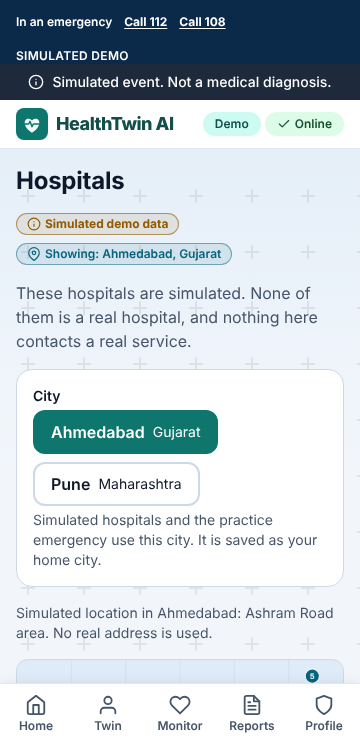 In an emergency Call 112 Call 108
SIMULATED DEMO
Simulated event. Not a medical diagnosis.
HealthTwin AI Demo Online
Hospitals
Simulated demo data
Showing: Ahmedabad, Gujarat
These hospitals are simulated. None of
them is a real hospital, and nothing here
contacts a real service.
City
Ahmedabad Gujarat
Pune Maharashtra
Simulated hospitals and the practice
emergency use this city. It is saved as your
home city.
Simulated location in Ahmedabad: Ashram Road
area. No real address is used.
5
Home Twin Monitor Reports Profile